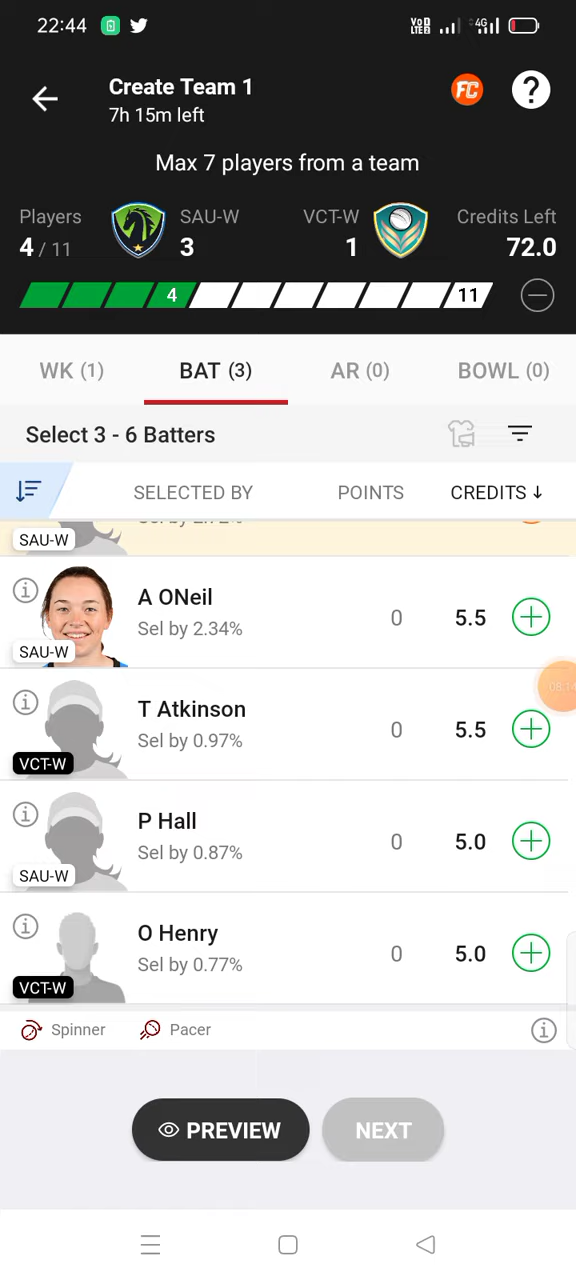 22:44
VoD LTE2 4G
Create Team 1
FC ?
7h 15m left
Max 7 players from a team
Players SAU-W VCT-W Credits Left
4 / 11 3 1 72.0
4 11
WK (1) BAT (3) AR (0) BOWL (0)
Select 3 - 6 Batters
SELECTED BY POINTS CREDITS ↓
SAU-W
A ONeil
Sel by 2.34% 0 5.5
SAU-W
T Atkinson
Sel by 0.97% 0 5.5
VCT-W
P Hall
Sel by 0.87% 0 5.0
SAU-W
O Henry
Sel by 0.77% 0 5.0
VCT-W
Spinner Pacer
PREVIEW NEXT